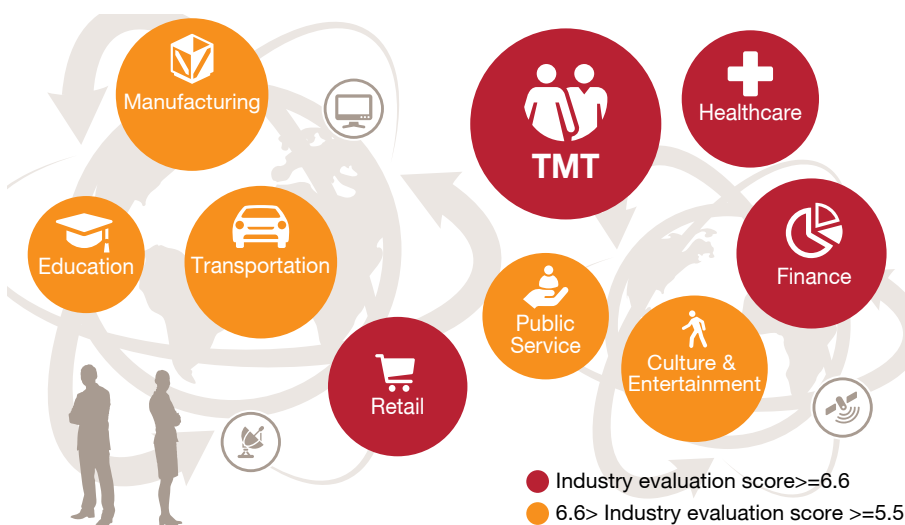 Manufacturing
TMT
Healthcare
Education
Transportation
Finance
Public
Service
Culture &
Entertainment
Retail
Industry evaluation score>=6.6
6.6> Industry evaluation score >=5.5